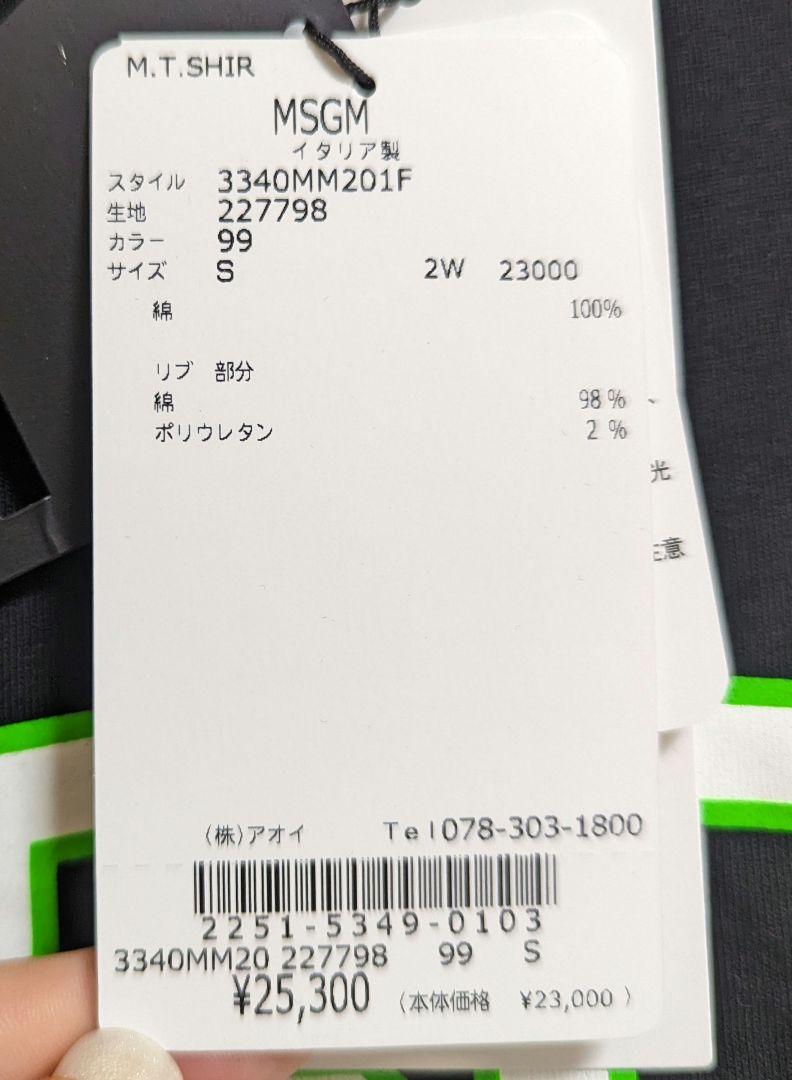 M.T.SHIR
MSGM
イタリア製
スタイル 3340MM201F
生地 227798
カラー 99
サイズ S 2W 23000
綿 100%
リブ 部分
綿 98%
ポリウレタン 2%
光
意
(株)アオイ Tel078-303-1800
2251-5349-0103
3340MM20 227798 99 S
¥25,300 (本体価格 ¥23,000)